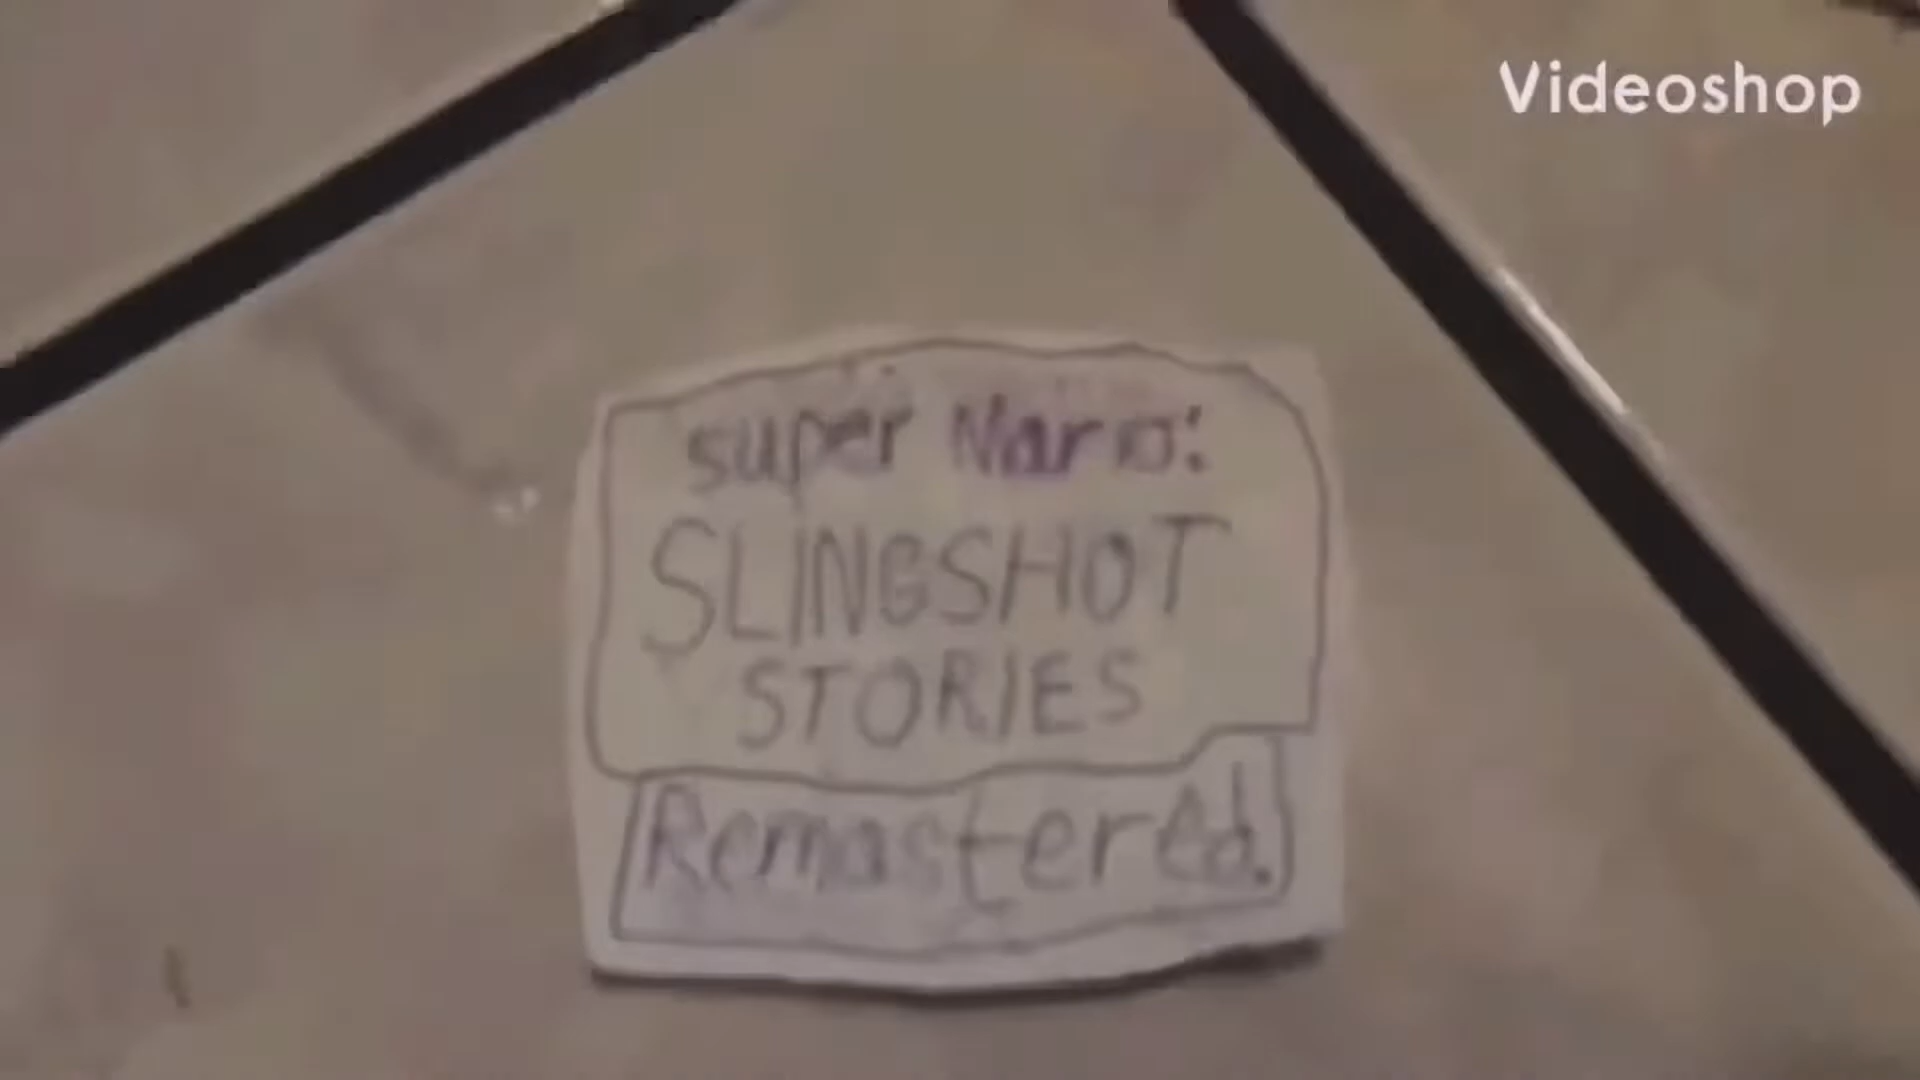 Videoshop
super Nario:
SLINGSHOT
STORIES
Remastered.